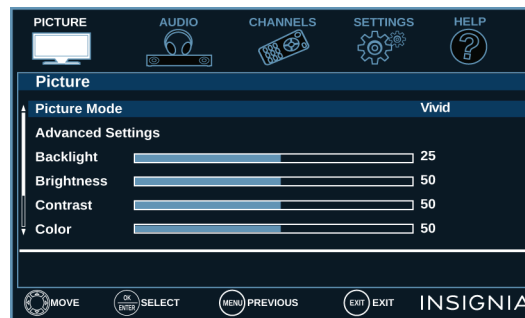 PICTURE AUDIO CHANNELS SETTINGS HELP
Picture
Picture Mode Vivid
Advanced Settings
Backlight 25
Brightness 50
Contrast 50
Color 50
MOVE OK ENTER SELECT MENU PREVIOUS EXIT EXIT INSIGNIA